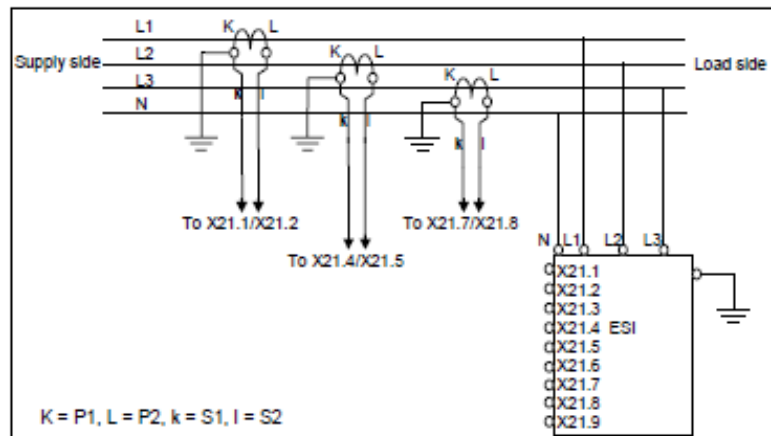 L1 K L
L2 K L
Supply side Load side
L3 K L
N
k l
k l
k l
To X21.1/X21.2 To X21.7/X21.8
N L1 L2 L3
To X21.4/X21.5
X21.1
X21.2
X21.3
X21.4 ESI
X21.5
X21.6
X21.7
X21.8
X21.9
K = P1, L = P2, k = S1, l = S2